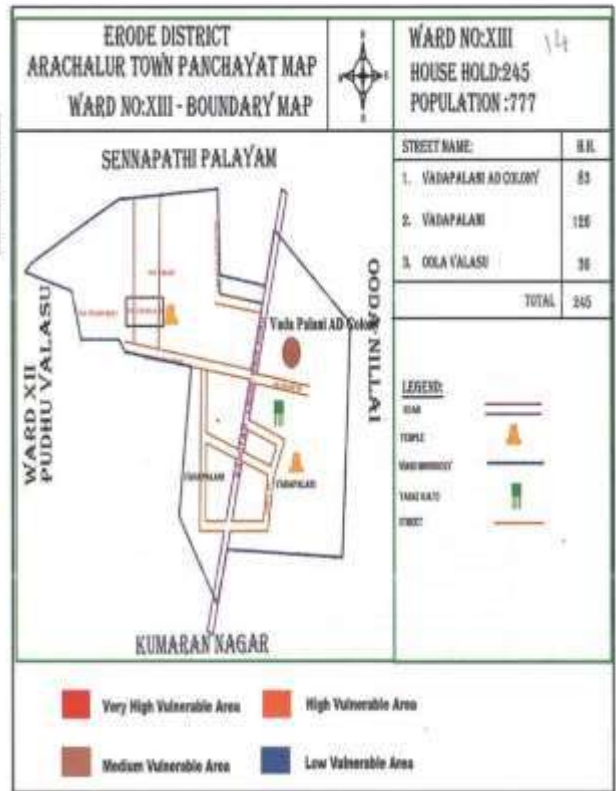 ERODE DISTRICT
ARACHALUR TOWN PANCHAYAT MAP
WARD NO:XIII - BOUNDARY MAP
WARD NO:XIII 14
HOUSE HOLD:245
POPULATION :777
STREET NAME: H.H.
1. VADAPALANI AD COLONY 83
2. VADAPALANI 126
3. OOLA VALASU 36
TOTAL 245
SENNAPATHI PALAYAM
OODAY NILLAI
WARD XII
PUDHU VALASU
Vada Palani AD Colony
VADAPALANI
VADAPALANI
KUMARAN NAGAR
LEGEND:
ROAD
TEMPLE
WARD BOUNDARY
STREET
Very High Vulnerable Area
High Vulnerable Area
Medium Vulnerable Area
Low Vulnerable Area